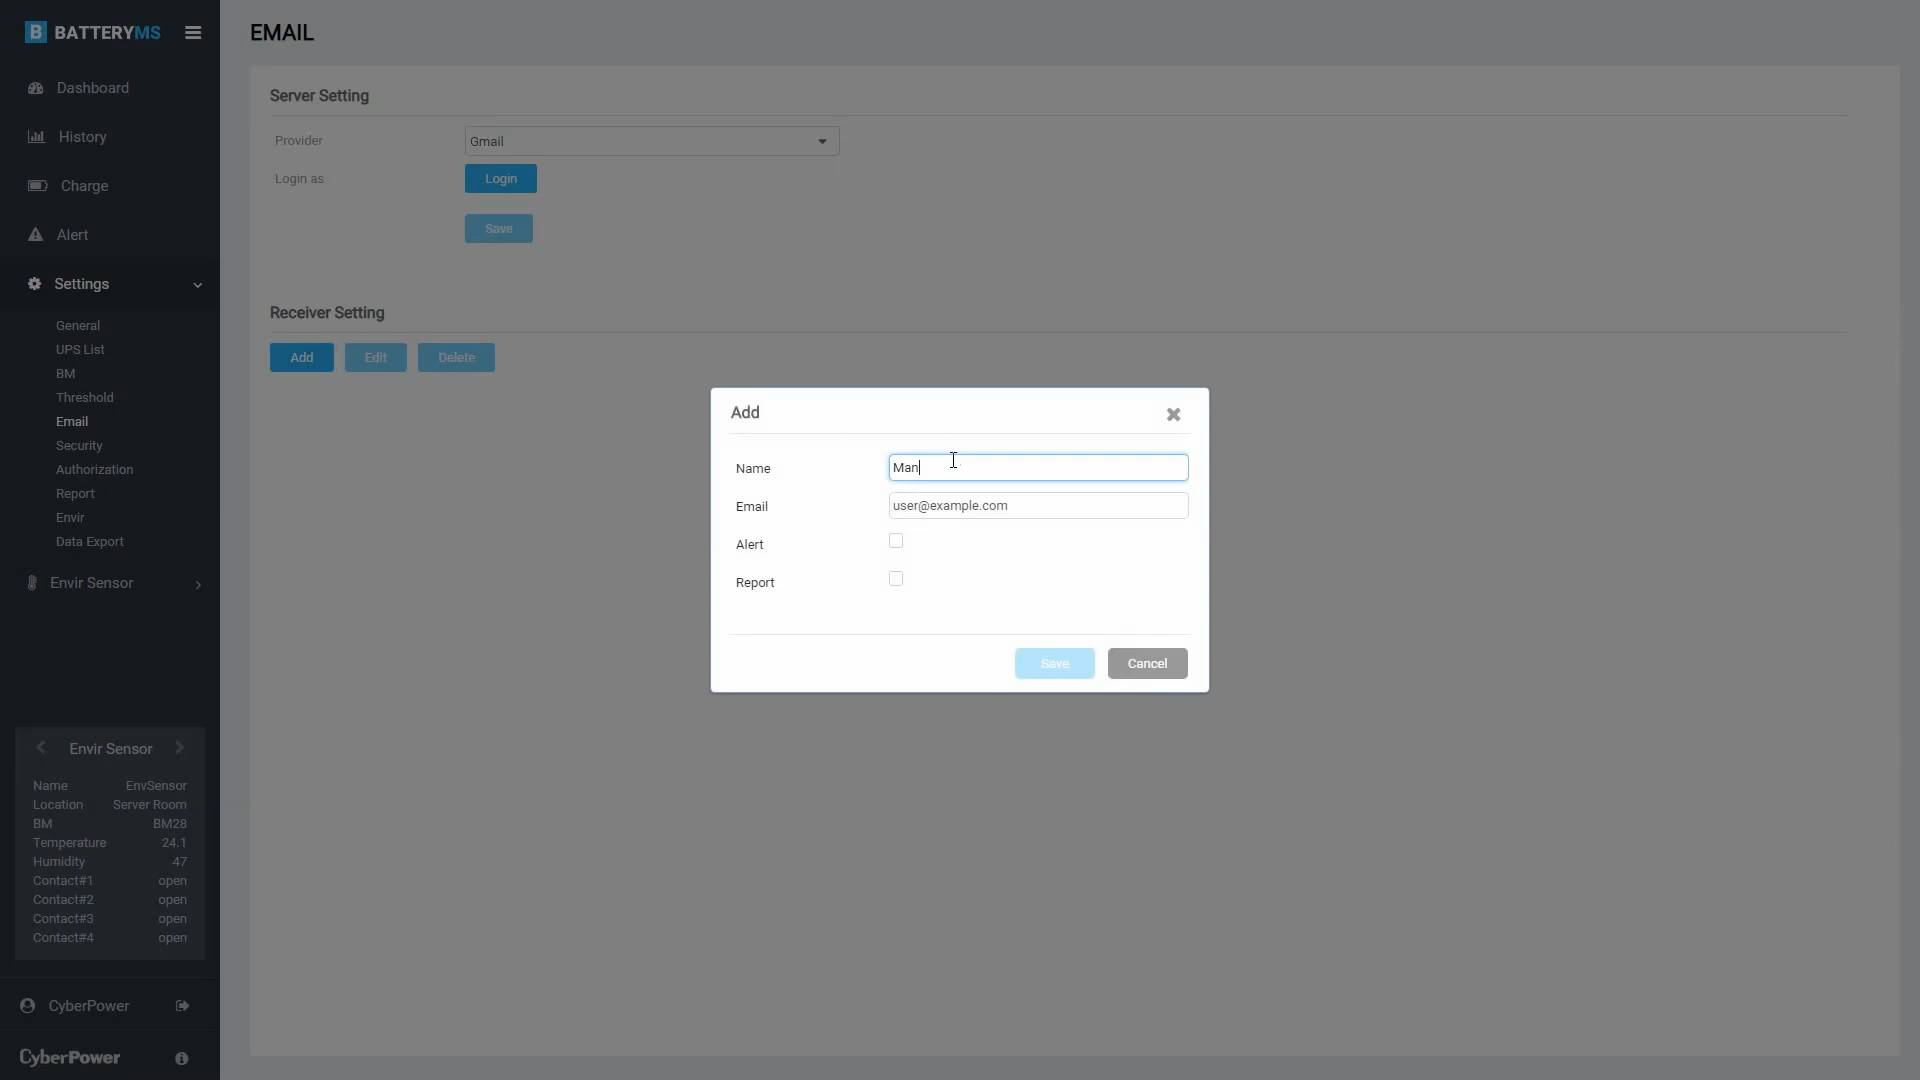 B BATTERYMS
Dashboard
History
Charge
Alert
Settings
General
UPS List
BM
Threshold
Email
Security
Authorization
Report
Envir
Data Export
Envir Sensor
Envir Sensor
Name EnvSensor
Location Server Room
BM BM28
Temperature 24.1
Humidity 47
Contact#1 open
Contact#2 open
Contact#3 open
Contact#4 open
CyberPower
CyberPower
EMAIL
Server Setting
Provider Gmail
Login as Login
Save
Receiver Setting
Add Edit Delete
Add
Name Man
Email user@example.com
Alert
Report
Save Cancel